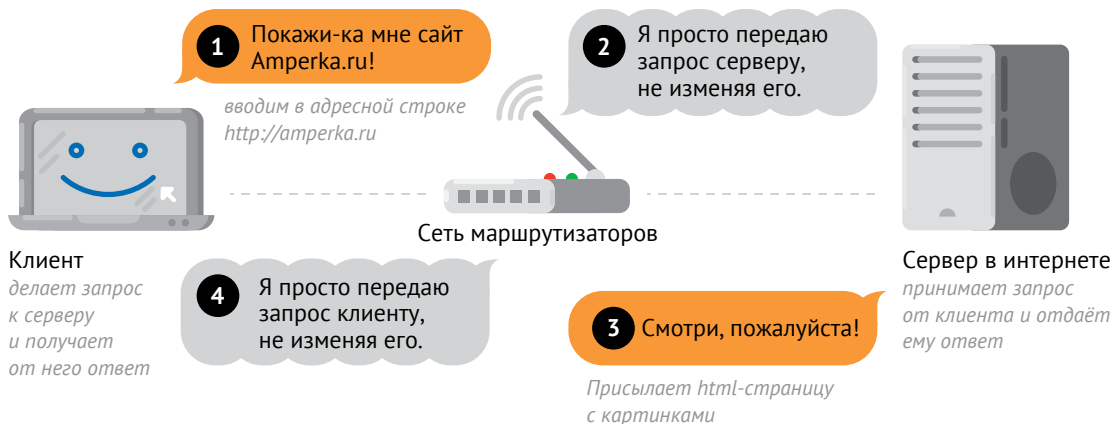 1 Покажи-ка мне сайт
Amperka.ru!
вводим в адресной строке
http://amperka.ru
2 Я просто передаю
запрос серверу,
не изменяя его.
Сеть маршрутизаторов
Клиент
делает запрос
к серверу
и получает
от него ответ
4 Я просто передаю
запрос клиенту,
не изменяя его.
3 Смотри, пожалуйста!
Присылает html-страницу
с картинками
Сервер в интернете
принимает запрос
от клиента и отдаёт
ему ответ